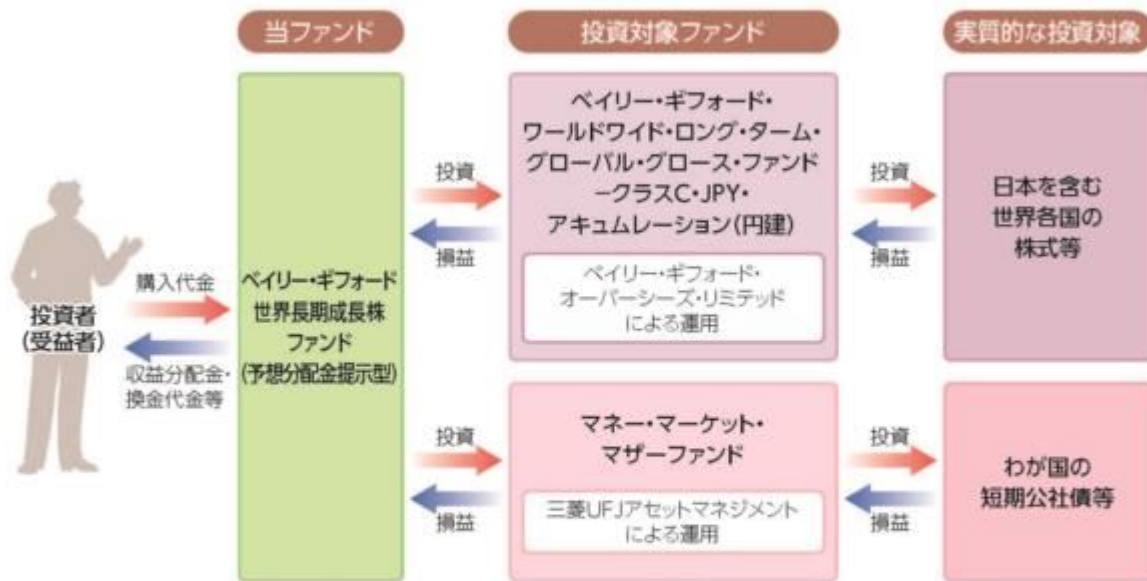 当ファンド
投資対象ファンド
実質的な投資対象
投資者
(受益者)
購入代金
収益分配金・
換金代金等
ベイリー・ギフォード
世界長期成長株
ファンド
(予想分配金提示型)
投資
損益
ベイリー・ギフォード・
ワールドワイド・ロング・ターム・
グローバル・グロース・ファンド
－クラスC・JPY・
アキュムレーション(円建)
ベイリー・ギフォード・
オーバーシーズ・リミテッド
による運用
投資
損益
日本を含む
世界各国の
株式等
投資
損益
マネー・マーケット・
マザーファンド
三菱UFJアセットマネジメント
による運用
投資
損益
わが国の
短期公社債等